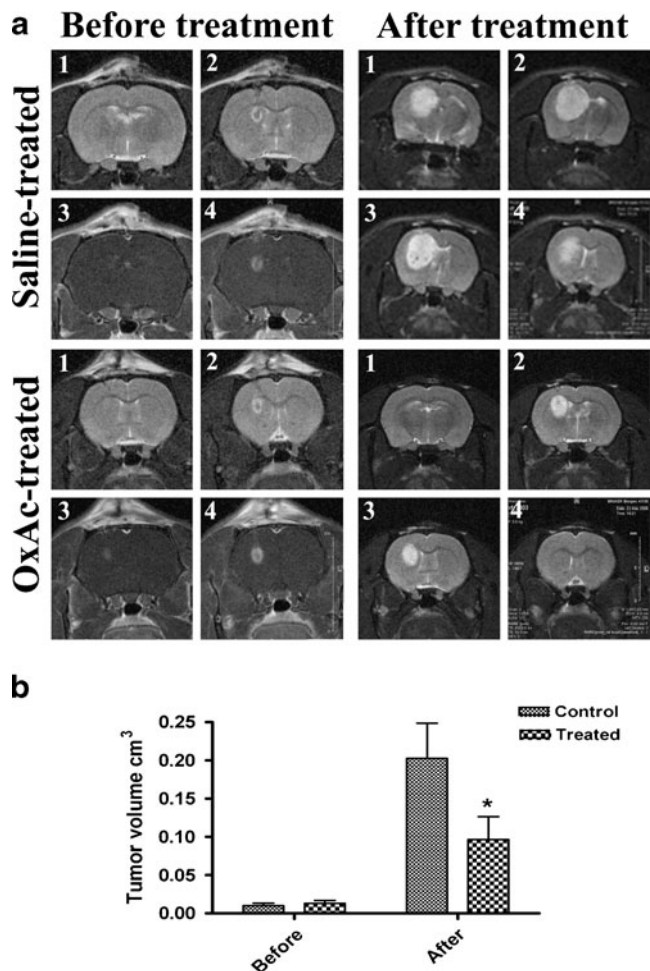 a
Before treatment
After treatment
Saline-treated
1
2
1
2
3
4
3
4
OxAc-treated
1
2
1
2
3
4
3
4
b
Tumor volume cm³
0.25
0.20
0.15
0.10
0.05
0.00
Control
Treated
*
Before
After